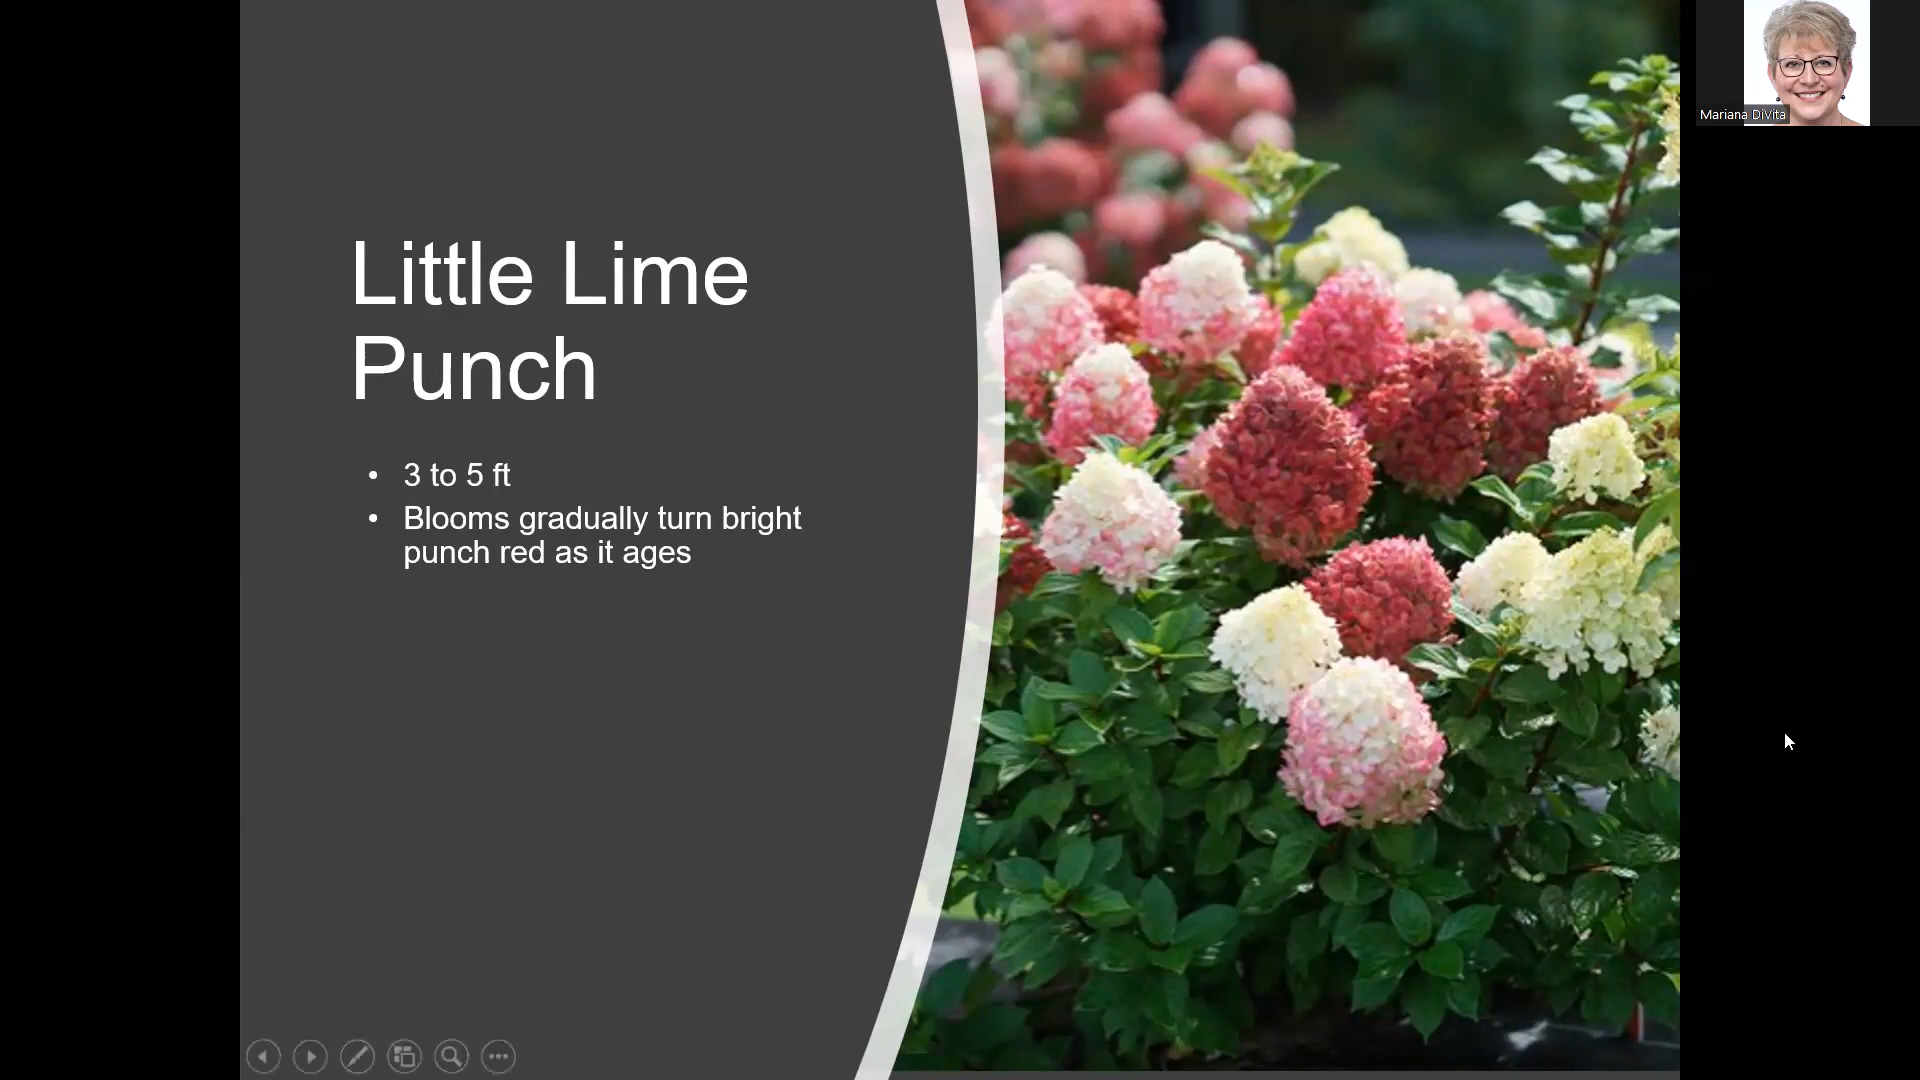 Little Lime
Punch
• 3 to 5 ft
• Blooms gradually turn bright
punch red as it ages
Mariana DiVita